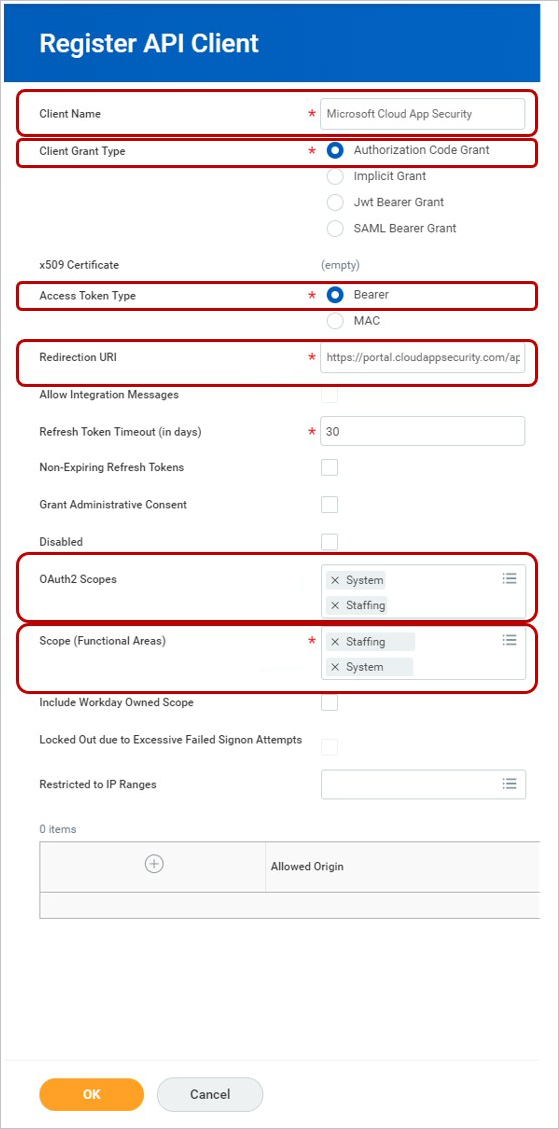 Register API Client
Client Name * Microsoft Cloud App Security
Client Grant Type * Authorization Code Grant
Implicit Grant
Jwt Bearer Grant
SAML Bearer Grant
x509 Certificate (empty)
Access Token Type * Bearer
MAC
Redirection URI * https://portal.cloudappsecurity.com/ap
Allow Integration Messages
Refresh Token Timeout (in days) * 30
Non-Expiring Refresh Tokens
Grant Administrative Consent
Disabled
OAuth2 Scopes × System
× Staffing
Scope (Functional Areas) * × Staffing
× System
Include Workday Owned Scope
Locked Out due to Excessive Failed Signon Attempts
Restricted to IP Ranges
0 items
Allowed Origin
OK Cancel